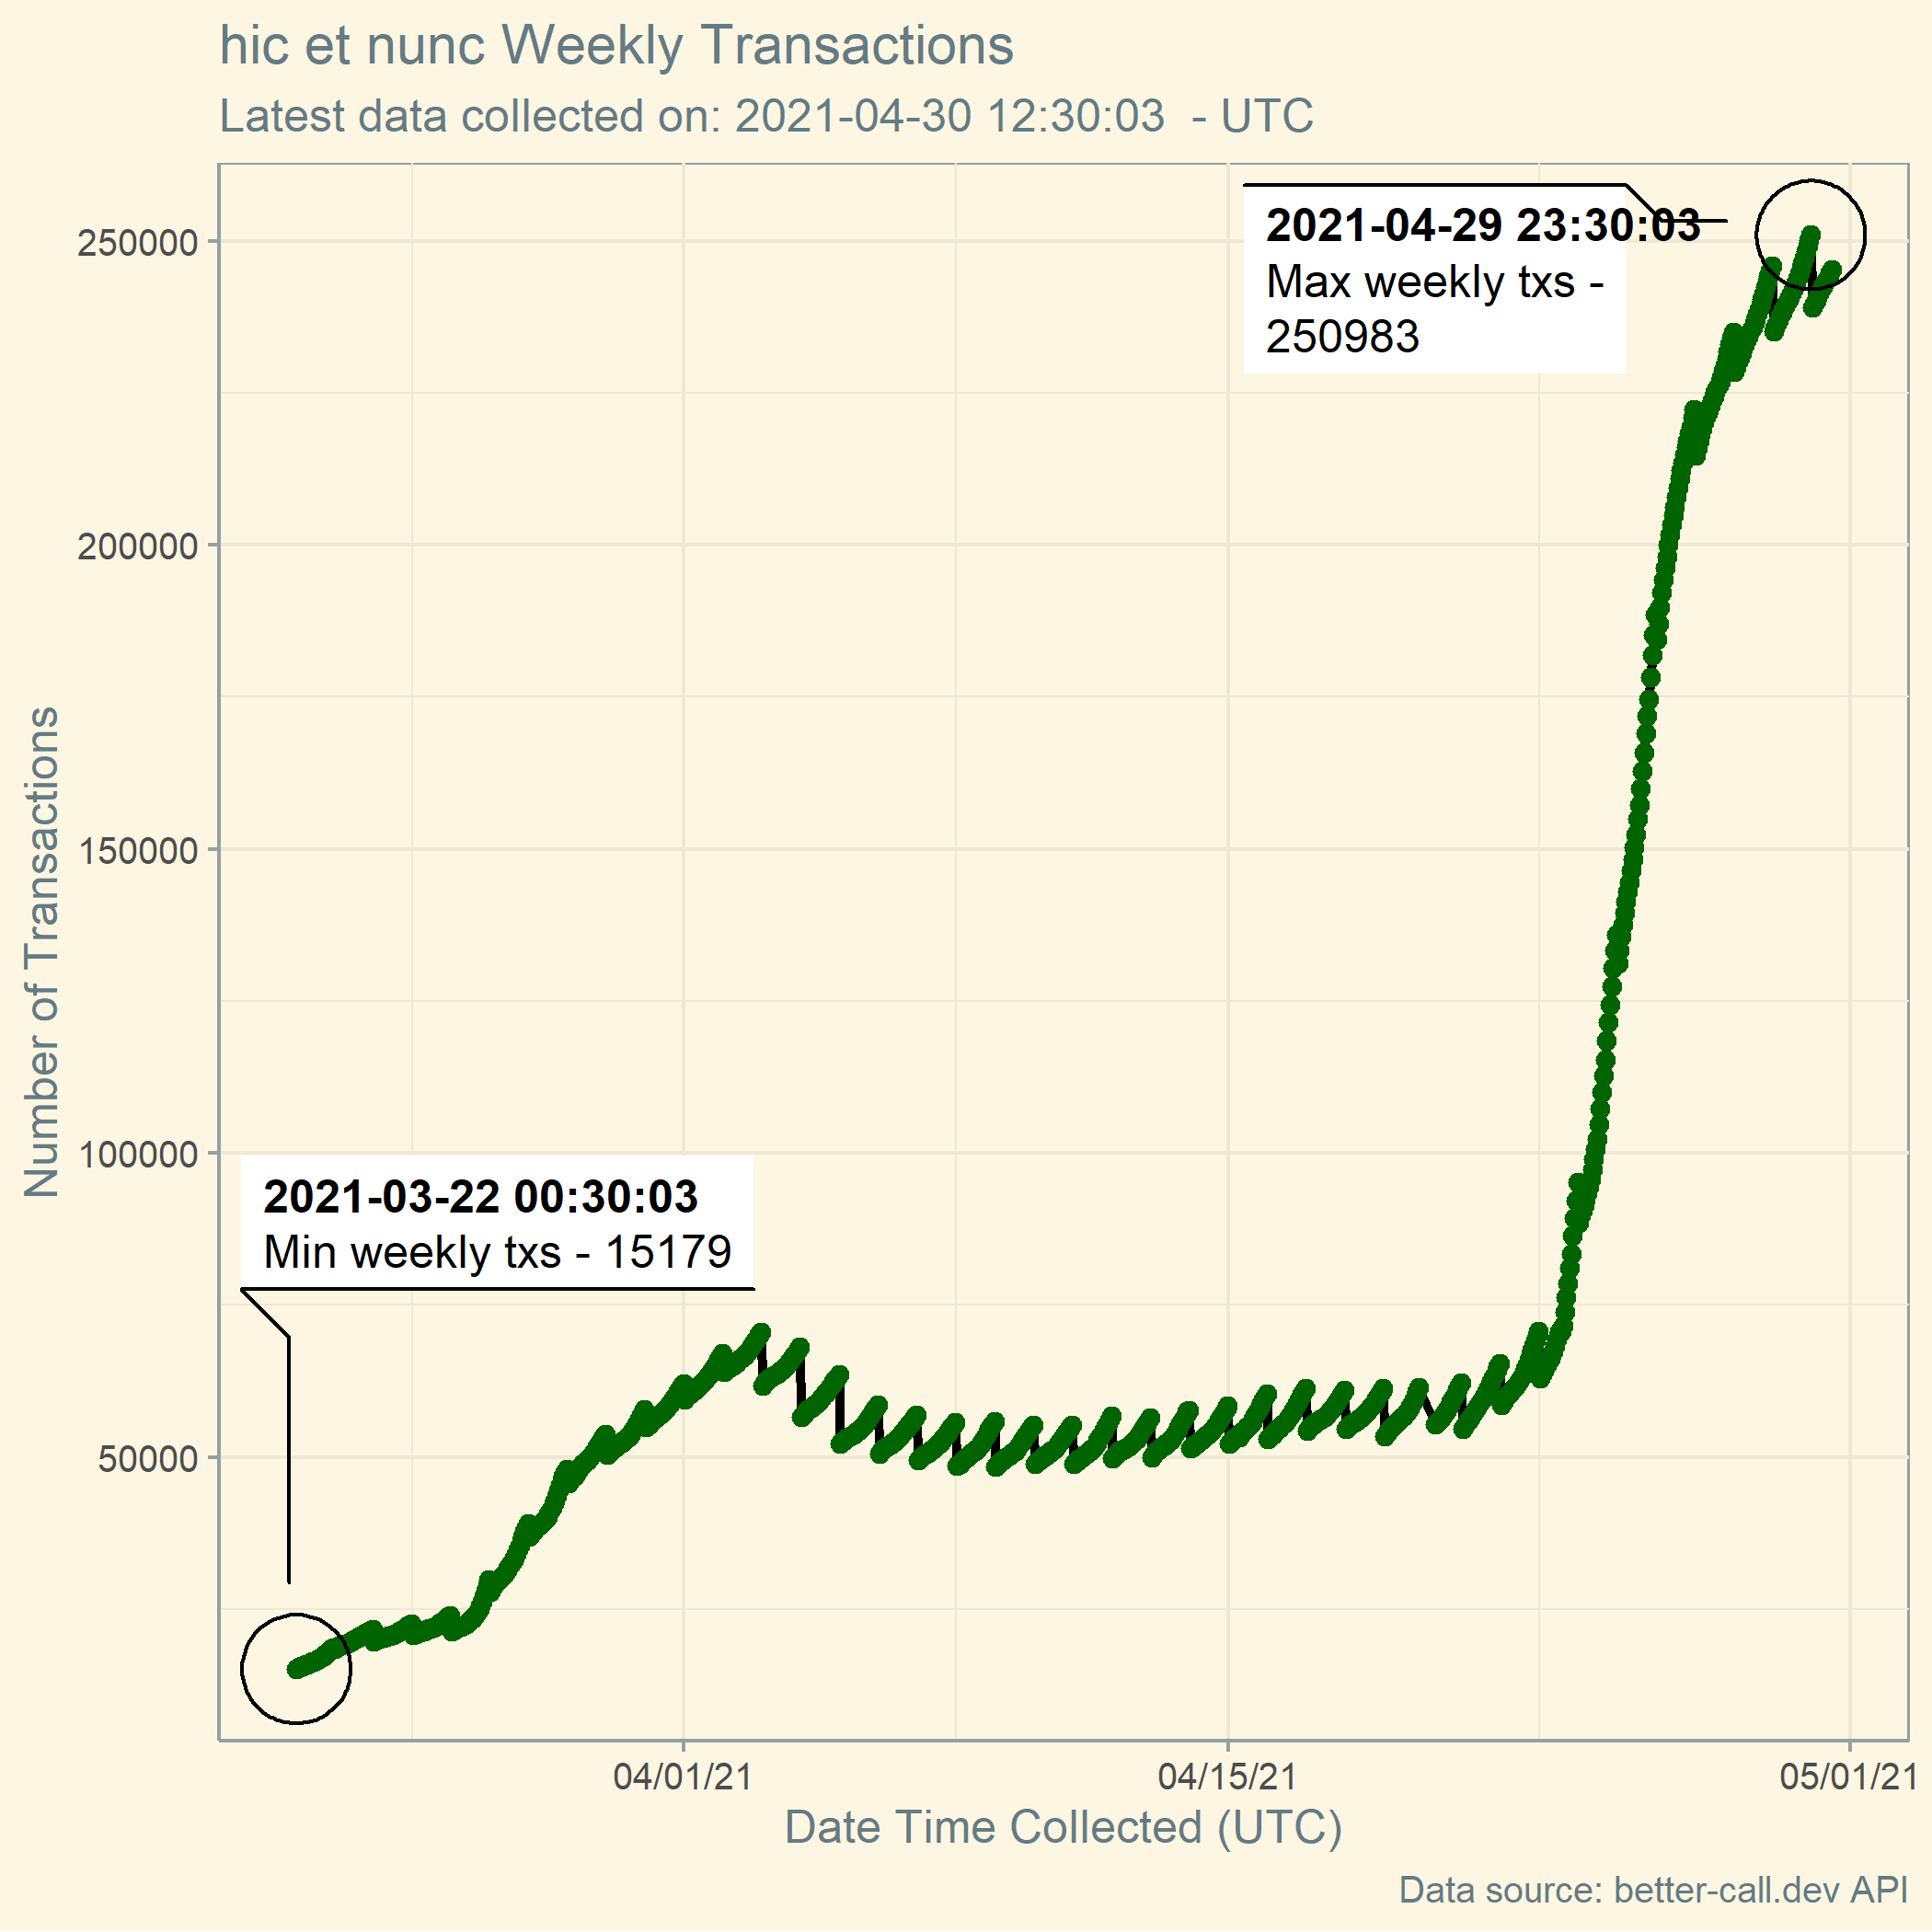 hic et nunc Weekly Transactions
Latest data collected on: 2021-04-30 12:30:03  - UTC
2021-04-29 23:30:03
Max weekly txs -
250983
250000
200000
150000
100000
50000
Number of Transactions
2021-03-22 00:30:03
Min weekly txs - 15179
04/01/21
04/15/21
05/01/21
Date Time Collected (UTC)
Data source: better-call.dev API